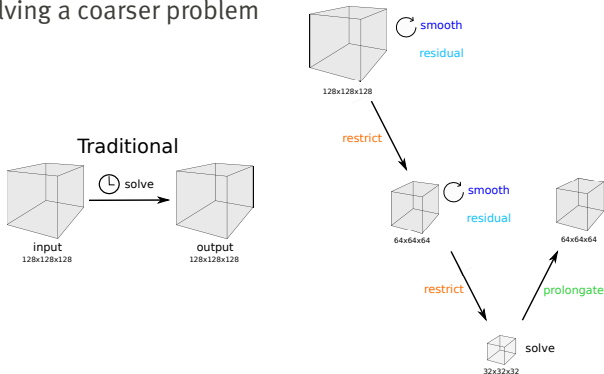 lving a coarser problem
smooth
residual
128x128x128
restrict
Traditional
solve
input
128x128x128
output
128x128x128
smooth
residual
64x64x64
64x64x64
restrict
prolongate
solve
32x32x32